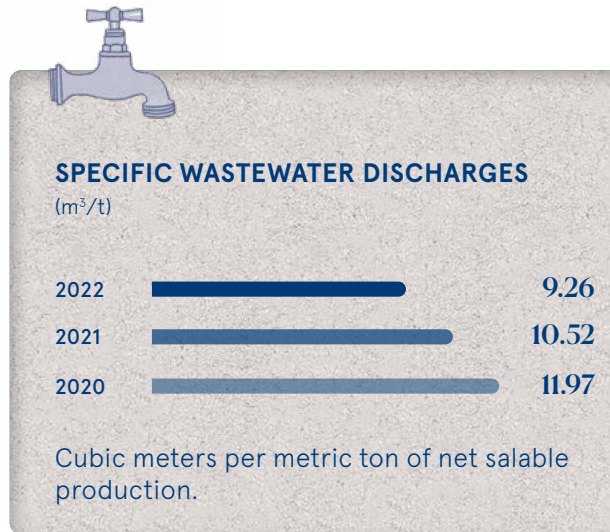 SPECIFIC WASTEWATER DISCHARGES
(m³/t)
2022 9.26
2021 10.52
2020 11.97
Cubic meters per metric ton of net salable
production.